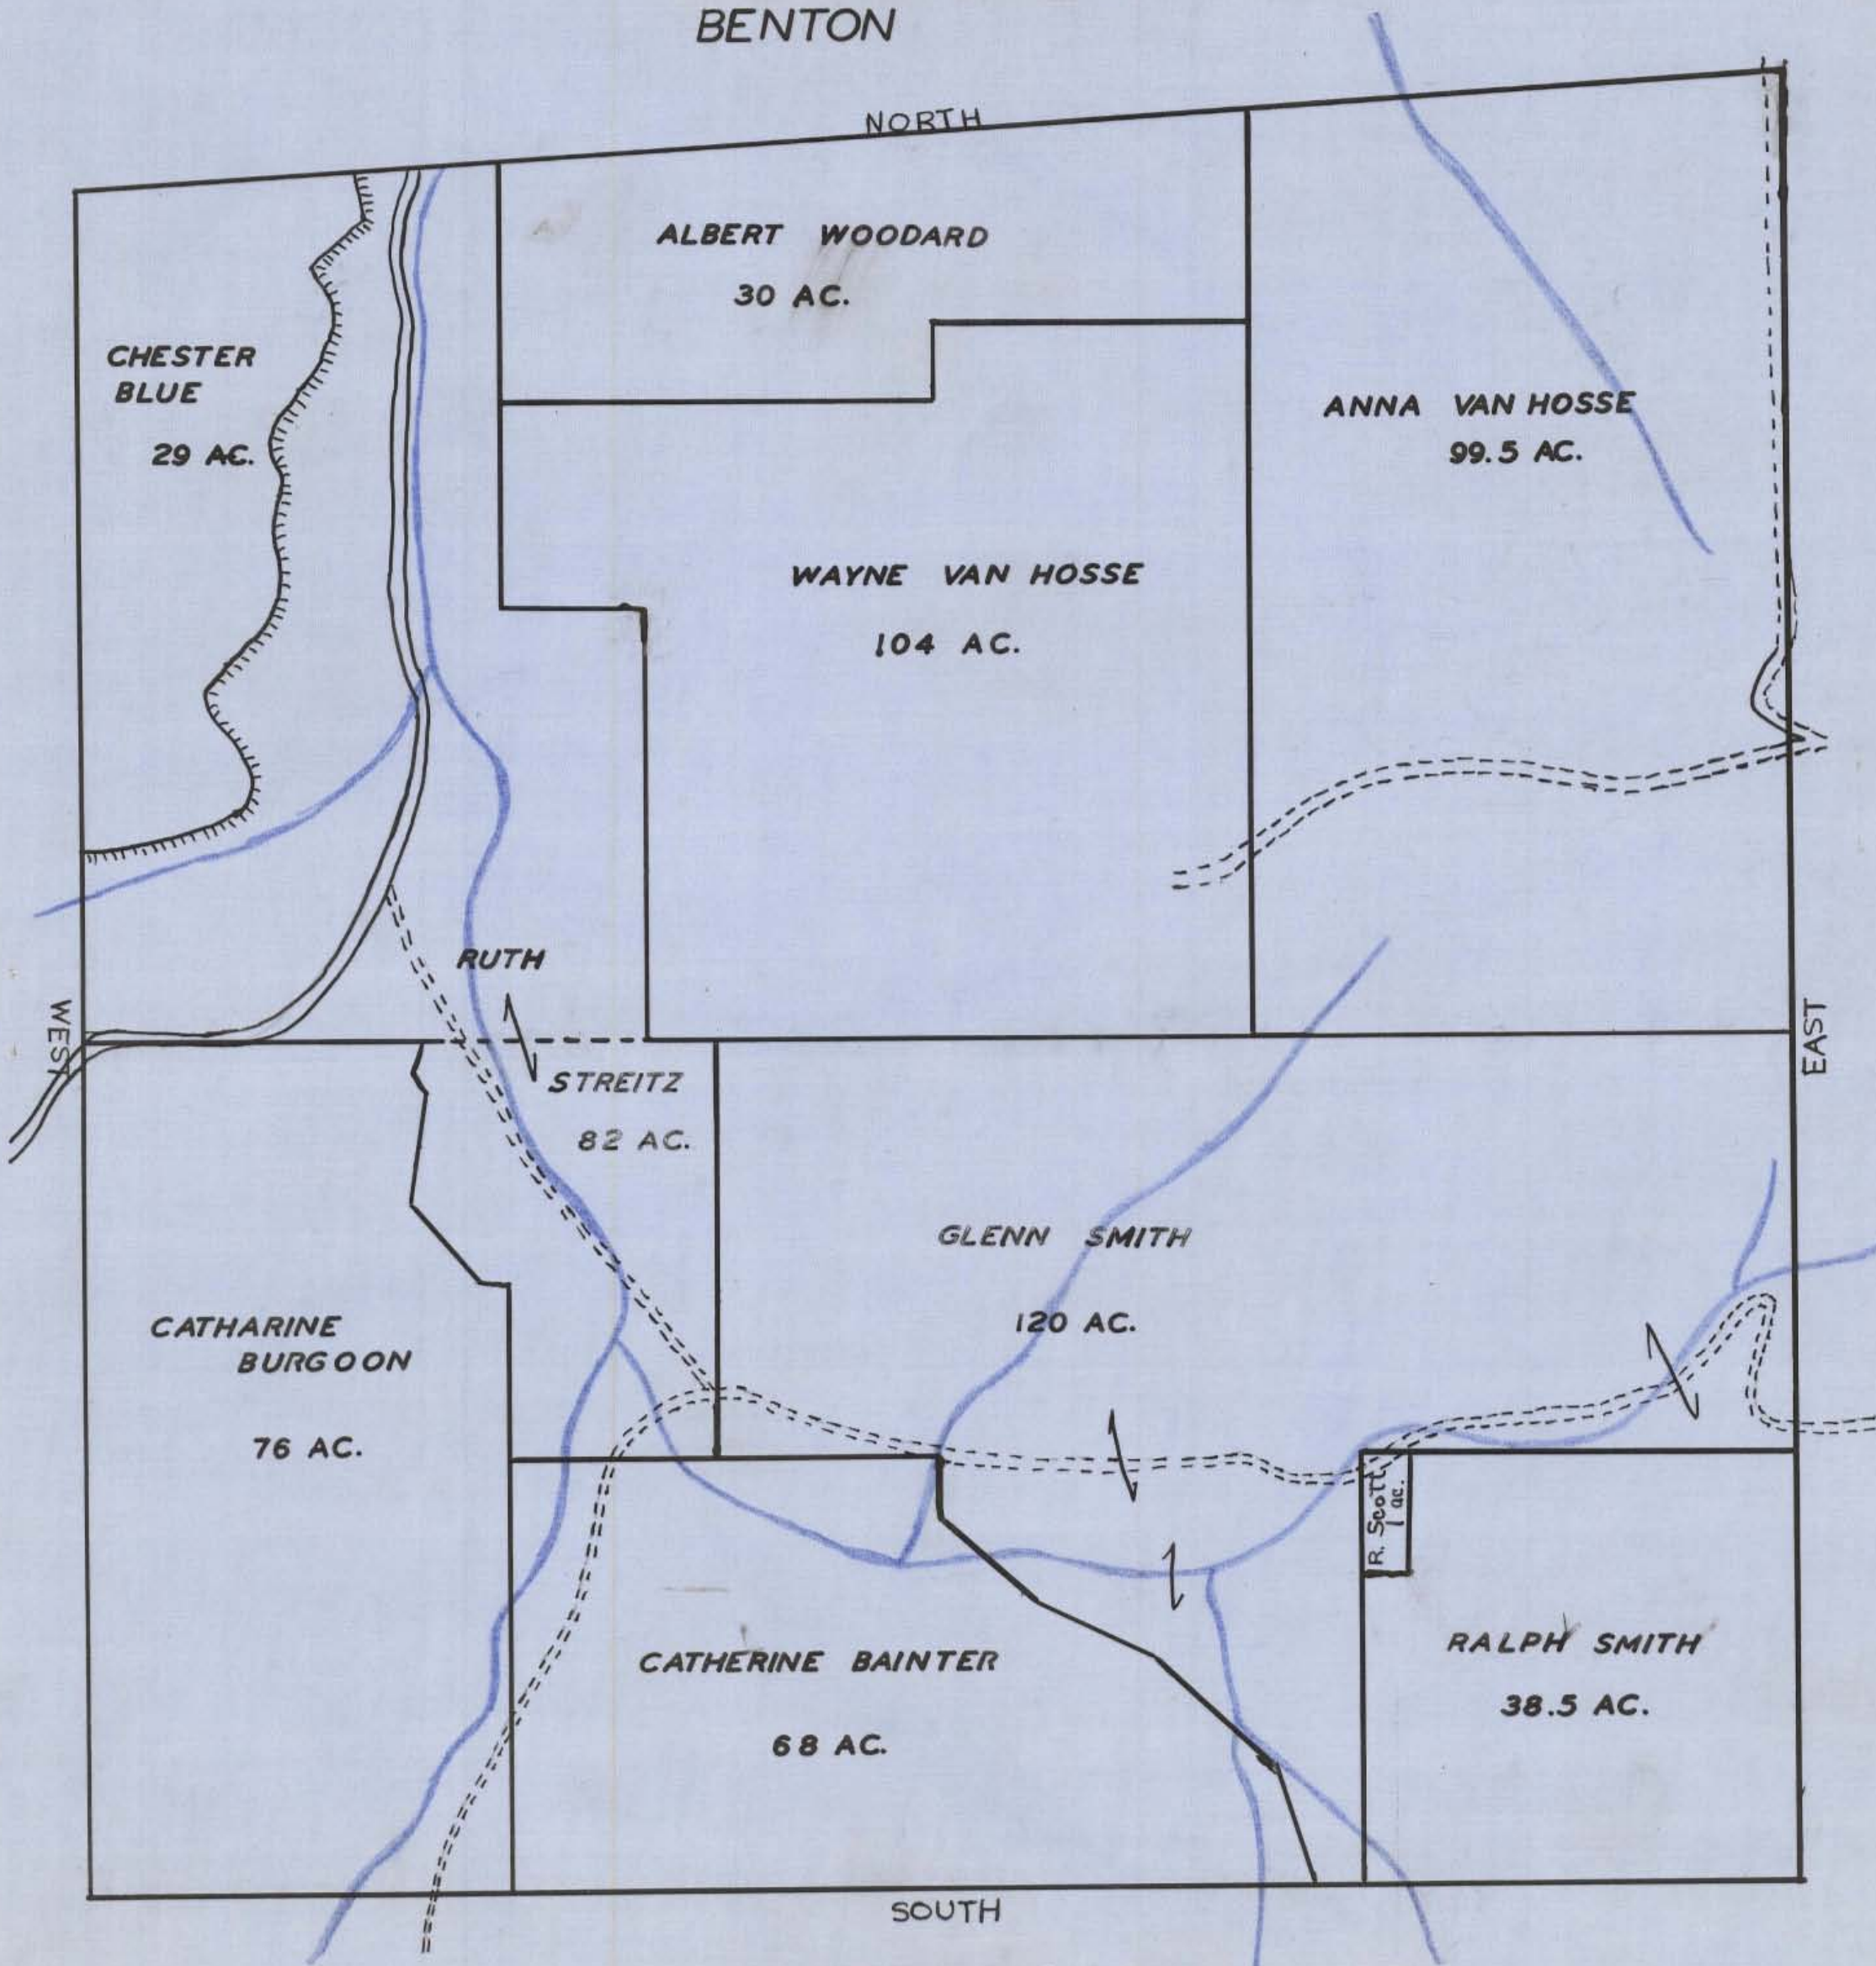 BENTON
NORTH
ALBERT WOODARD
30 AC.
CHESTER
BLUE
29 AC.
ANNA VAN HOSSE
99.5 AC.
WAYNE VAN HOSSE
104 AC.
RUTH
WEST
EAST
STREITZ
82 AC.
GLENN SMITH
120 AC.
CATHARINE
BURGOON
76 AC.
R. Scott
1 ac.
CATHERINE BAINTER
68 AC.
RALPH SMITH
38.5 AC.
SOUTH